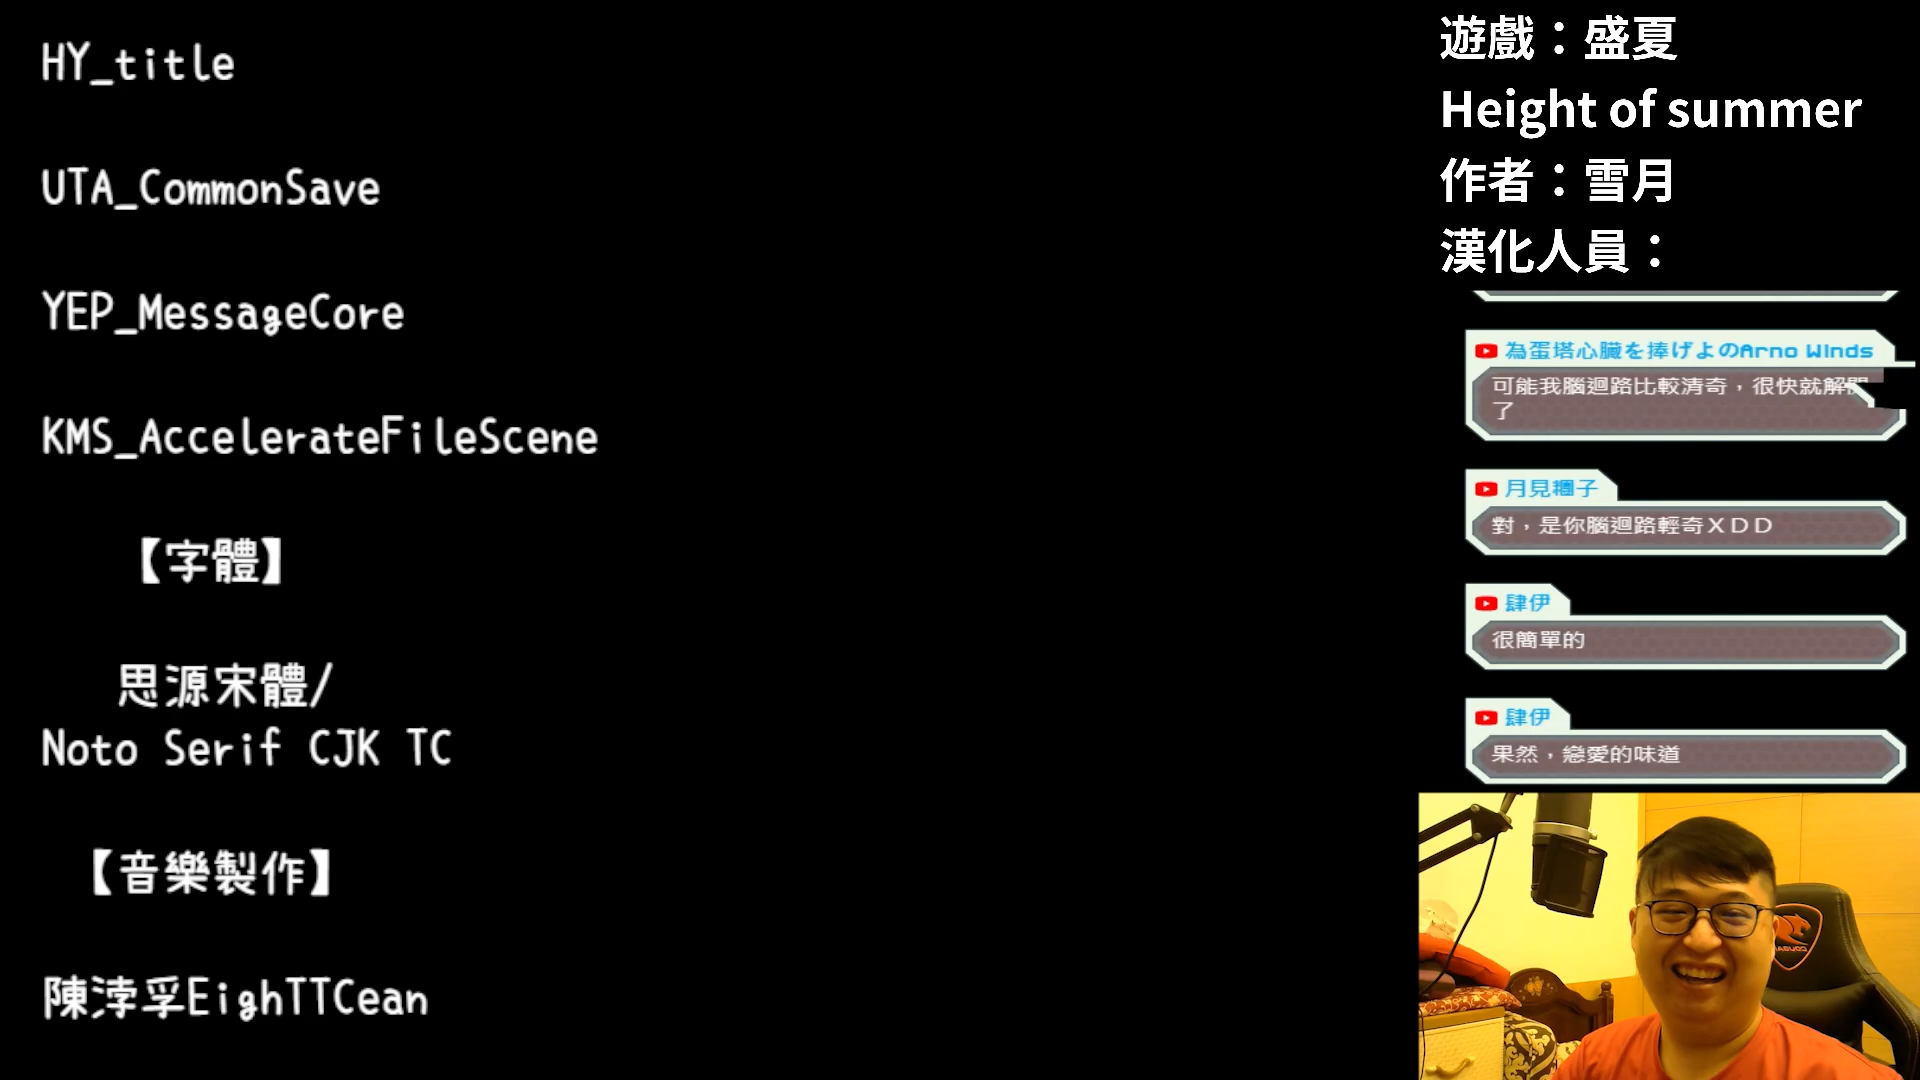 HY_title
UTA_CommonSave
YEP_MessageCore
KMS_AccelerateFileScene
【字體】
思源宋體/
Noto Serif CJK TC
【音樂製作】
陳浡孚EighTTCean
遊戲：盛夏
Height of summer
作者：雪月
漢化人員：
為蛋塔心臟を捧げよのArno Winds
可能我腦迴路比較清奇，很快就解開
了
月見糰子
對，是你腦迴路輕奇ＸＤＤ
肆伊
很簡單的
肆伊
果然，戀愛的味道
COUGAR